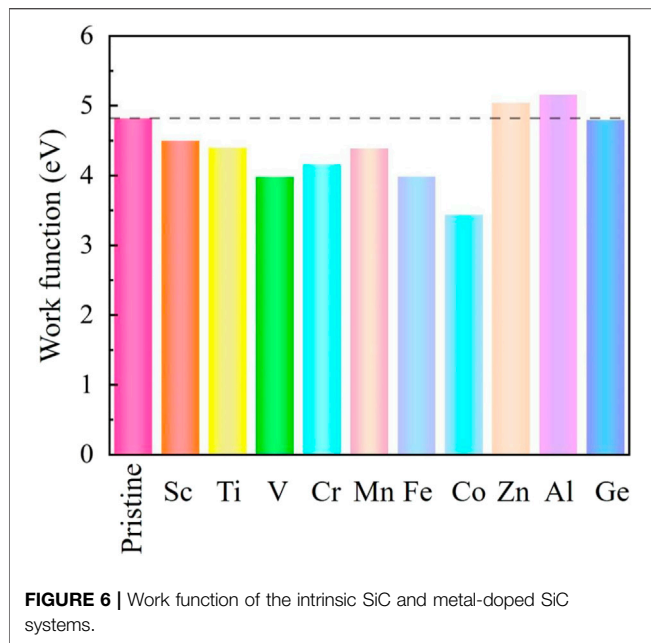 6
5
4
3
2
1
0
Work function (eV)
Pristine
Sc Ti V Cr Mn Fe Co Zn Al Ge
FIGURE 6 | Work function of the intrinsic SiC and metal-doped SiC
systems.